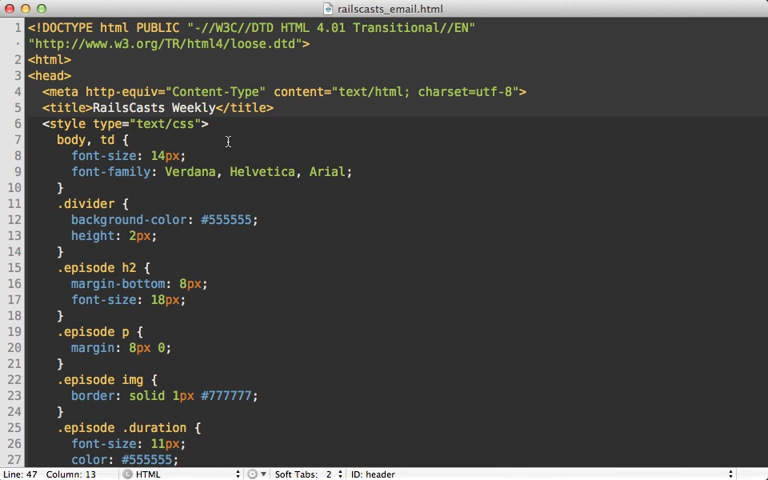 railscasts_email.html
1 <!DOCTYPE html PUBLIC "-//W3C//DTD HTML 4.01 Transitional//EN"
· "http://www.w3.org/TR/html4/loose.dtd">
2 <html>
3 <head>
4 <meta http-equiv="Content-Type" content="text/html; charset=utf-8">
5 <title>RailsCasts Weekly</title>
6 <style type="text/css">
7 body, td {
8 font-size: 14px;
9 font-family: Verdana, Helvetica, Arial;
10 }
11 .divider {
12 background-color: #555555;
13 height: 2px;
14 }
15 .episode h2 {
16 margin-bottom: 8px;
17 font-size: 18px;
18 }
19 .episode p {
20 margin: 8px 0;
21 }
22 .episode img {
23 border: solid 1px #777777;
24 }
25 .episode .duration {
26 font-size: 11px;
27 color: #555555;
Line: 47 Column: 13 L HTML Soft Tabs: 2 ID: header